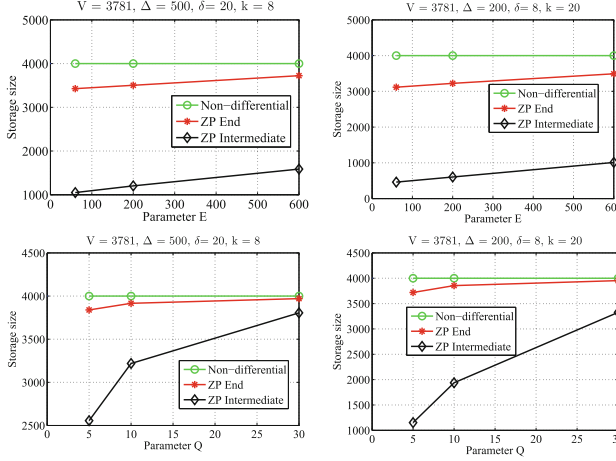 V = 3781, Δ = 500, δ= 20, k = 8
5000
4000
3000
2000
1000
0
100
200
300
400
500
600
Storage size
Parameter E
Non-differential
ZP End
ZP Intermediate
V = 3781, Δ = 200, δ= 8, k = 20
5000
4000
3000
2000
1000
0
0
100
200
300
400
500
600
Storage size
Parameter E
Non-differential
ZP End
ZP Intermediate
V = 3781, Δ = 500, δ= 20, k = 8
4500
4000
3500
3000
2500
0
5
10
15
20
25
30
Storage size
Parameter Q
Non-differential
ZP End
ZP Intermediate
V = 3781, Δ = 200, δ= 8, k = 20
4500
4000
3500
3000
2500
2000
1500
1000
0
5
10
15
20
25
30
Storage size
Parameter Q
Non-differential
ZP End
ZP Intermediate